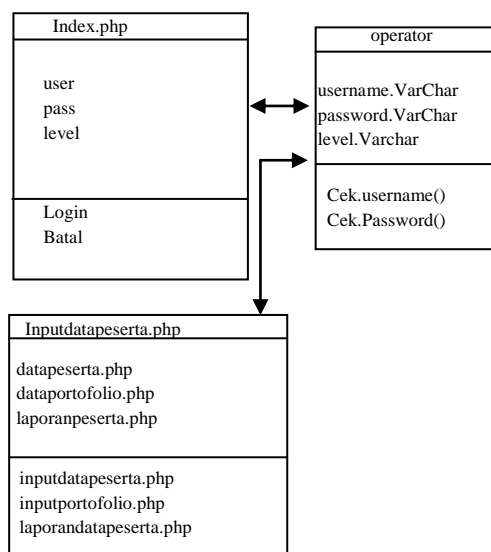 Index.php
user
pass
level
Login
Batal
operator
username.VarChar
password.VarChar
level.Varchar
Cek.username()
Cek.Password()
Inputdatapeserta.php
datapeserta.php
dataportofolio.php
laporanpeserta.php
inputdatapeserta.php
inputportofolio.php
laporandatapeserta.php